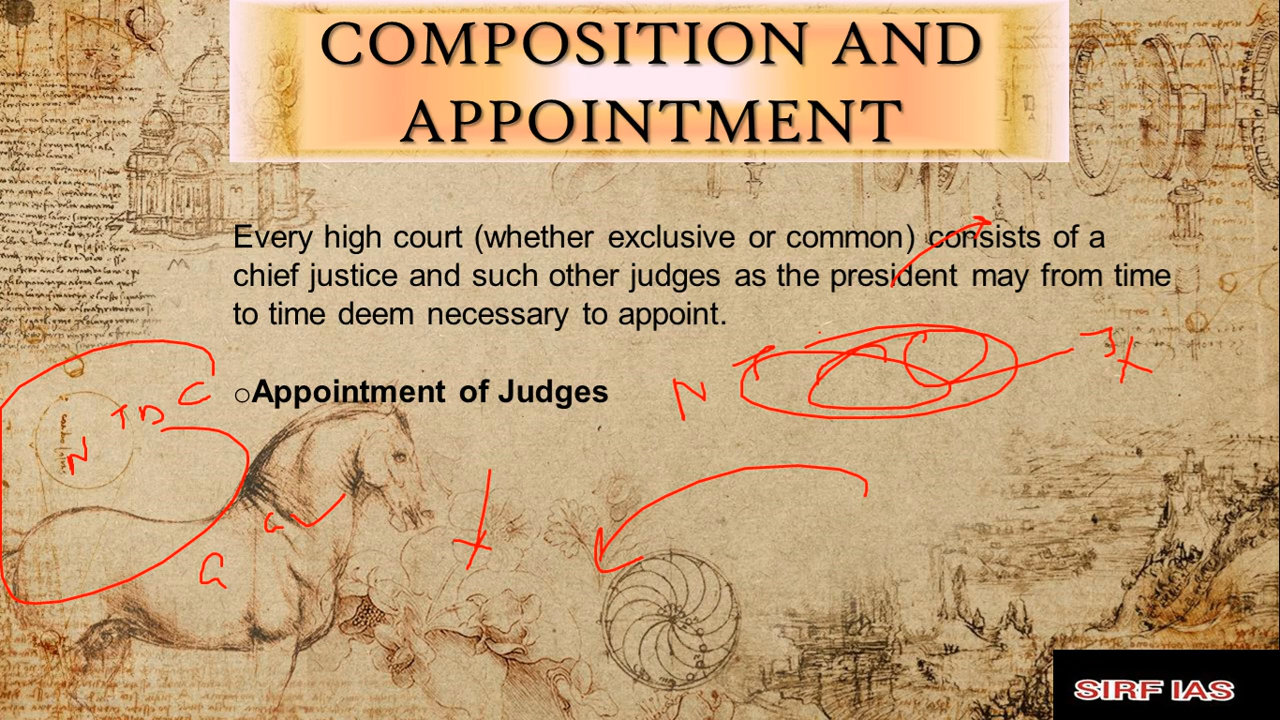 COMPOSITION AND
APPOINTMENT
Every high court (whether exclusive or common) consists of a
chief justice and such other judges as the president may from time
to time deem necessary to appoint.
oAppointment of Judges
N
SIRF IAS